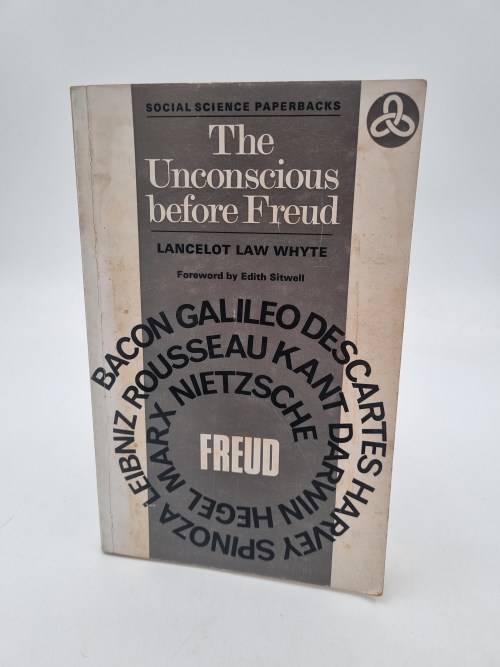 SOCIAL SCIENCE PAPERBACKS
The
Unconscious
before Freud
LANCELOT LAW WHYTE
Foreword by Edith Sitwell
BACON GALILEO DESCARTES HARVEY SPINOZA LEIBNIZ ROUSSEAU KANT DARWIN HEGEL MARX NIETZSCHE
FREUD